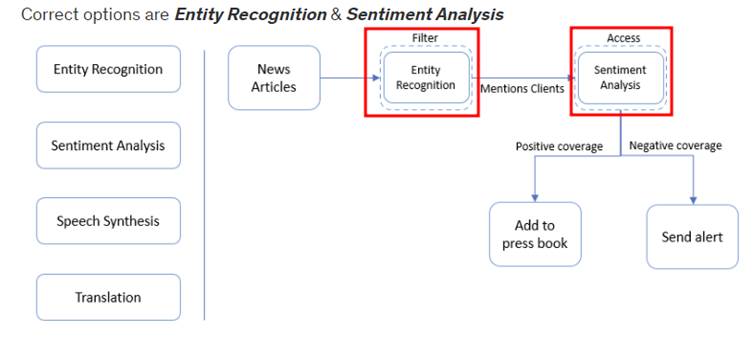 Correct options are Entity Recognition & Sentiment Analysis
Entity Recognition
Sentiment Analysis
Speech Synthesis
Translation
News
Articles
Filter
Entity
Recognition
Mentions Clients
Access
Sentiment
Analysis
Positive coverage
Negative coverage
Add to
press book
Send alert